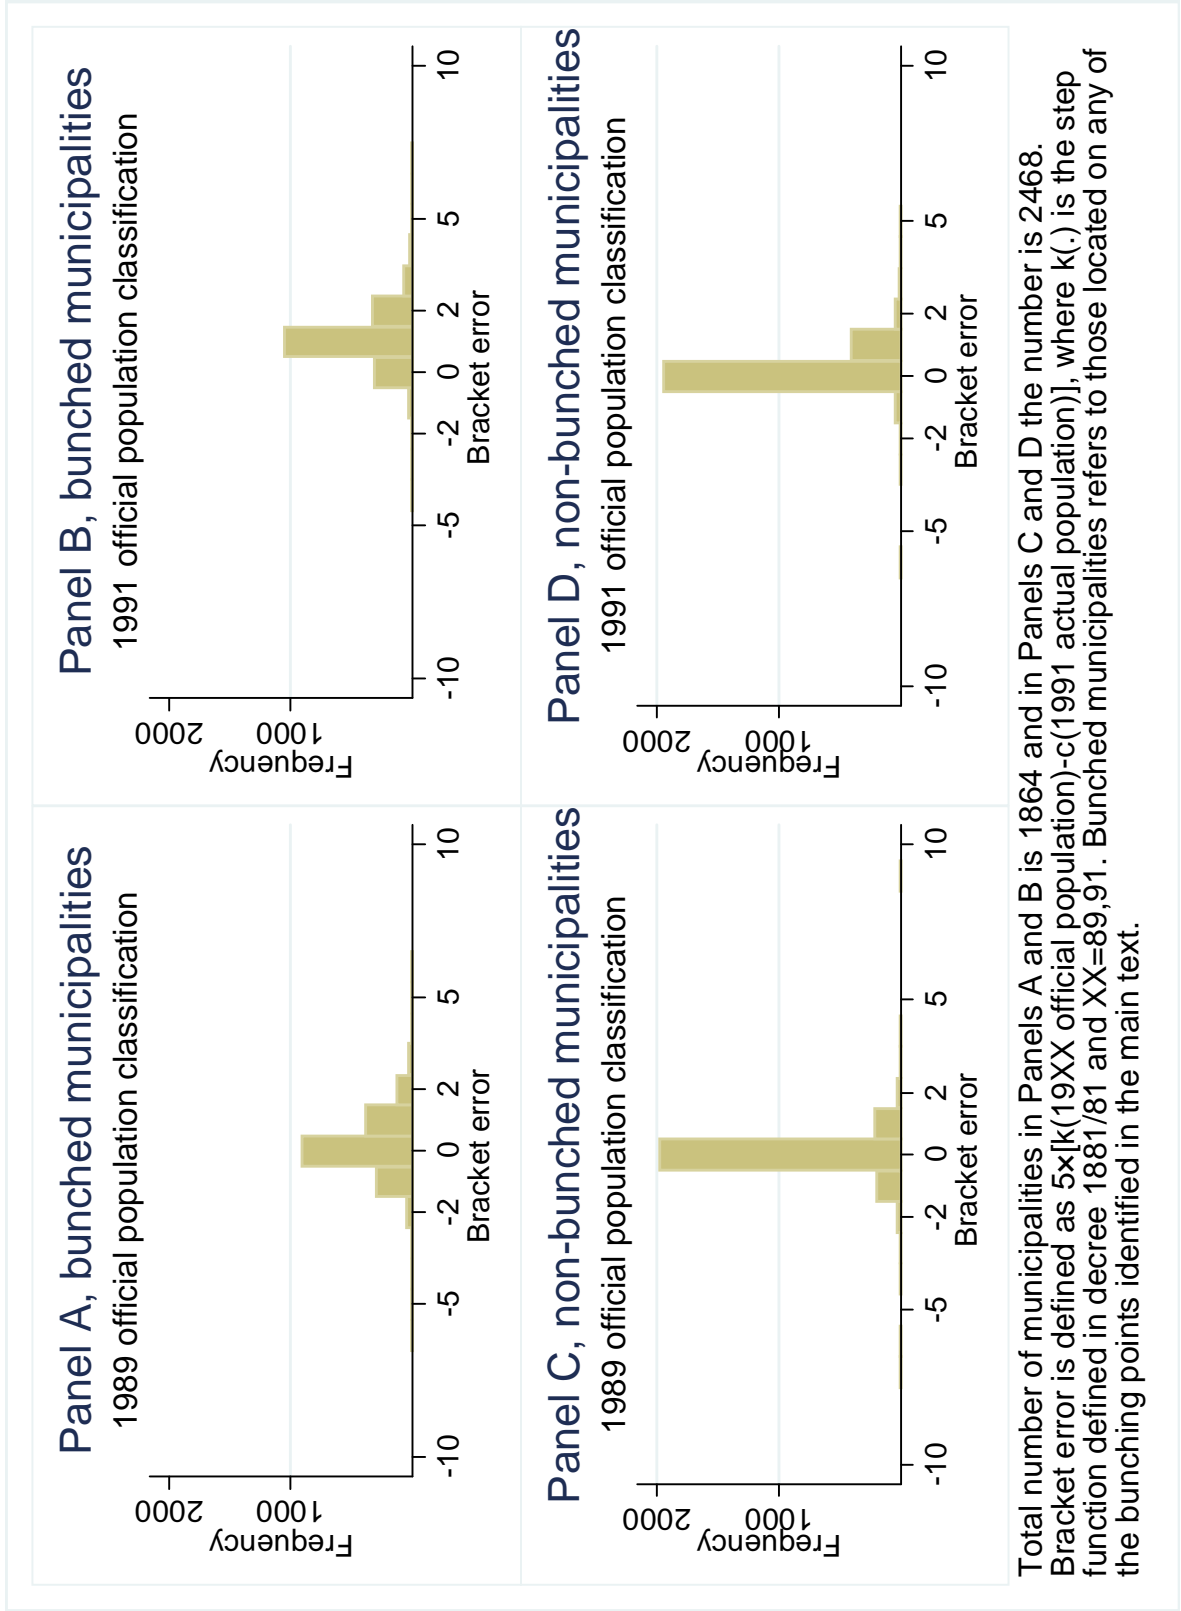 Panel A, bunched municipalities
1989 official population classification
Frequency
2000
1000
-10
-5
-2
0
2
5
10
Bracket error
Panel B, bunched municipalities
1991 official population classification
Frequency
2000
1000
-10
-5
-2
0
2
5
10
Bracket error
Panel C, non-bunched municipalities
1989 official population classification
Frequency
2000
1000
-10
-5
-2
0
2
5
10
Bracket error
Panel D, non-bunched municipalities
1991 official population classification
Frequency
2000
1000
-10
-5
-2
0
2
5
10
Bracket error
Total number of municipalities in Panels A and B is 1864 and in Panels C and D the number is 2468.
Bracket error is defined as 5×[k(19XX official population)-c(1991 actual population)], where k(.) is the step
function defined in decree 1881/81 and XX=89,91. Bunched municipalities refers to those located on any of
the bunching points identified in the main text.